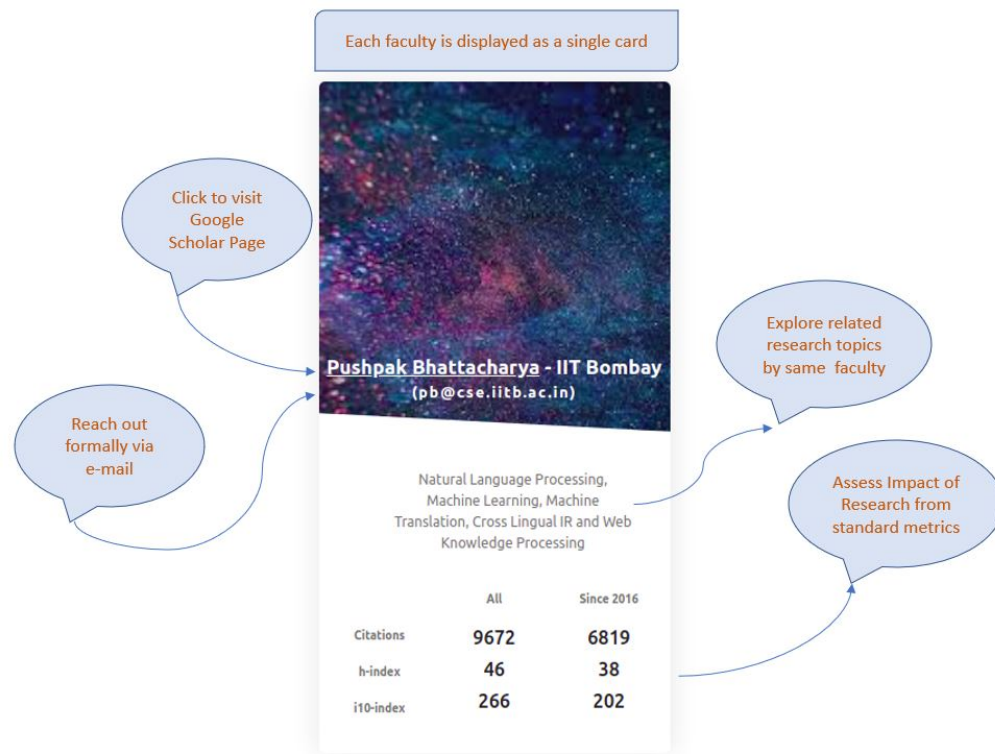 Each faculty is displayed as a single card
Click to visit
Google
Scholar Page
Pushpak Bhattacharya - IIT Bombay
(pb@cse.iitb.ac.in)
Reach out
formally via
e-mail
Explore related
research topics
by same faculty
Natural Language Processing,
Machine Learning, Machine
Translation, Cross Lingual IR and Web
Knowledge Processing
Assess Impact of
Research from
standard metrics
All Since 2016
Citations 9672 6819
h-index 46 38
i10-index 266 202